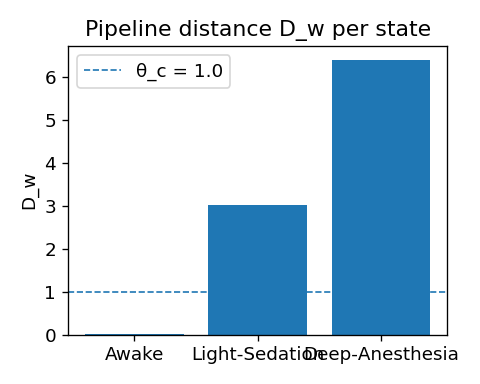 Pipeline distance D_w per state
θ_c = 1.0
D_w
6
5
4
3
2
1
0
Awake Light-Sedation Deep-Anesthesia